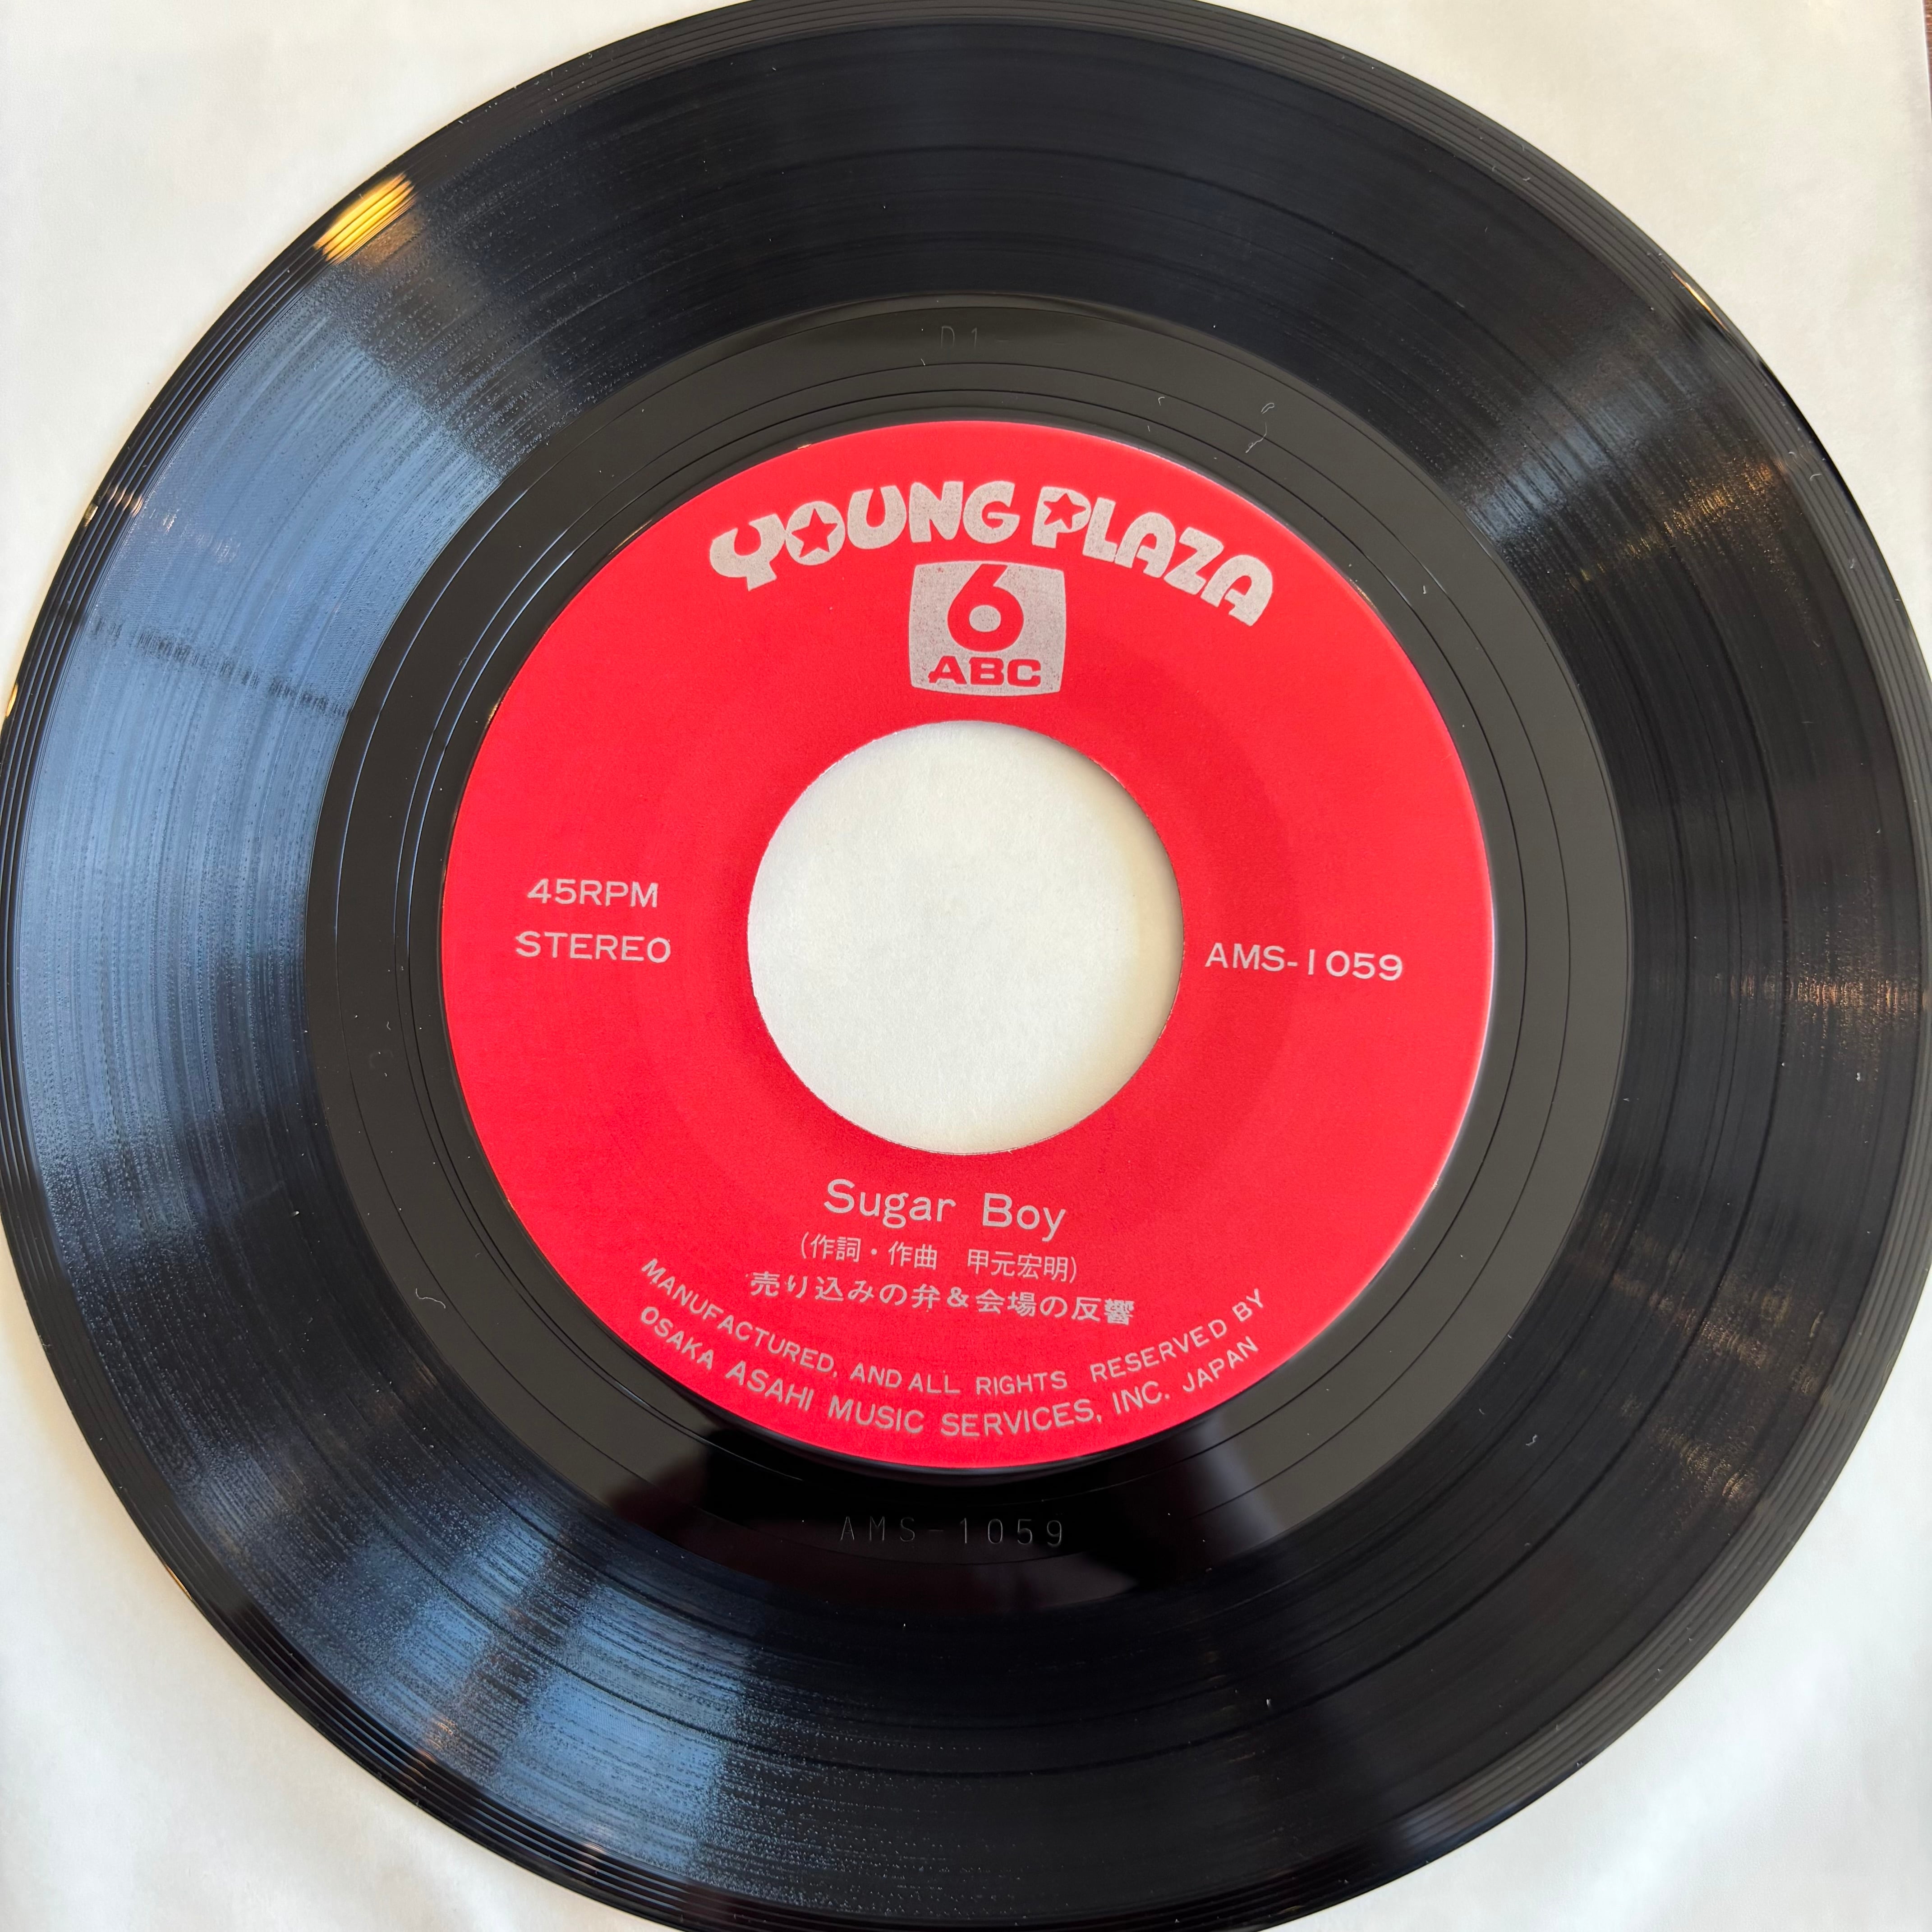 D1
YOUNG PLAZA
6
ABC
45RPM
STEREO
AMS-1059
Sugar Boy
(作詞・作曲 甲元宏明)
売り込みの弁&会場の反響
MANUFACTURED, AND ALL RIGHTS RESERVED BY
OSAKA ASAHI MUSIC SERVICES, INC. JAPAN
AMS-1059